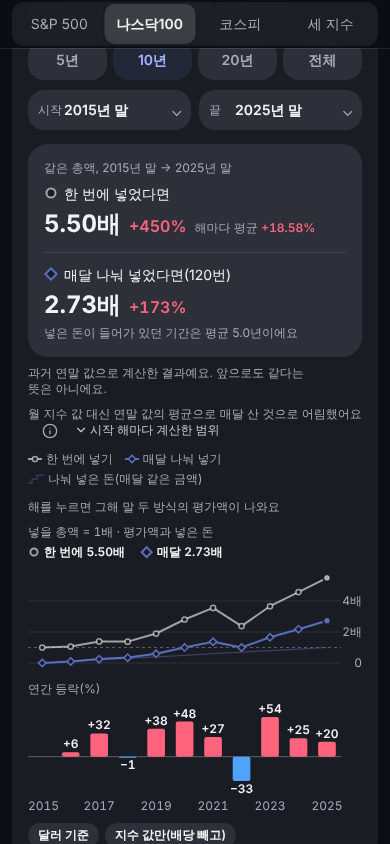 S&P 500 나스닥100 코스피 세 지수
5년 10년 20년 전체
시작 2015년 말 끝 2025년 말
같은 총액, 2015년 말 → 2025년 말
한 번에 넣었다면
5.50배 +450% 해마다 평균 +18.58%
매달 나눠 넣었다면(120번)
2.73배 +173%
넣은 돈이 들어가 있던 기간은 평균 5.0년이에요
과거 연말 값으로 계산한 결과예요. 앞으로도 같다는
뜻은 아니에요.
월 지수 값 대신 연말 값의 평균으로 매달 산 것으로 어림했어요
시작 해마다 계산한 범위
한 번에 넣기 매달 나눠 넣기
나눠 넣은 돈(매달 같은 금액)
해를 누르면 그해 말 두 방식의 평가액이 나와요
넣을 총액 = 1배 · 평가액과 넣은 돈
한 번에 5.50배 매달 2.73배
4배
2배
0
연간 등락(%)
+6 +32 −1 +38 +48 +27 −33 +54 +25 +20
2015 2017 2019 2021 2023 2025
달러 기준 지수 값만(배당 빼고)